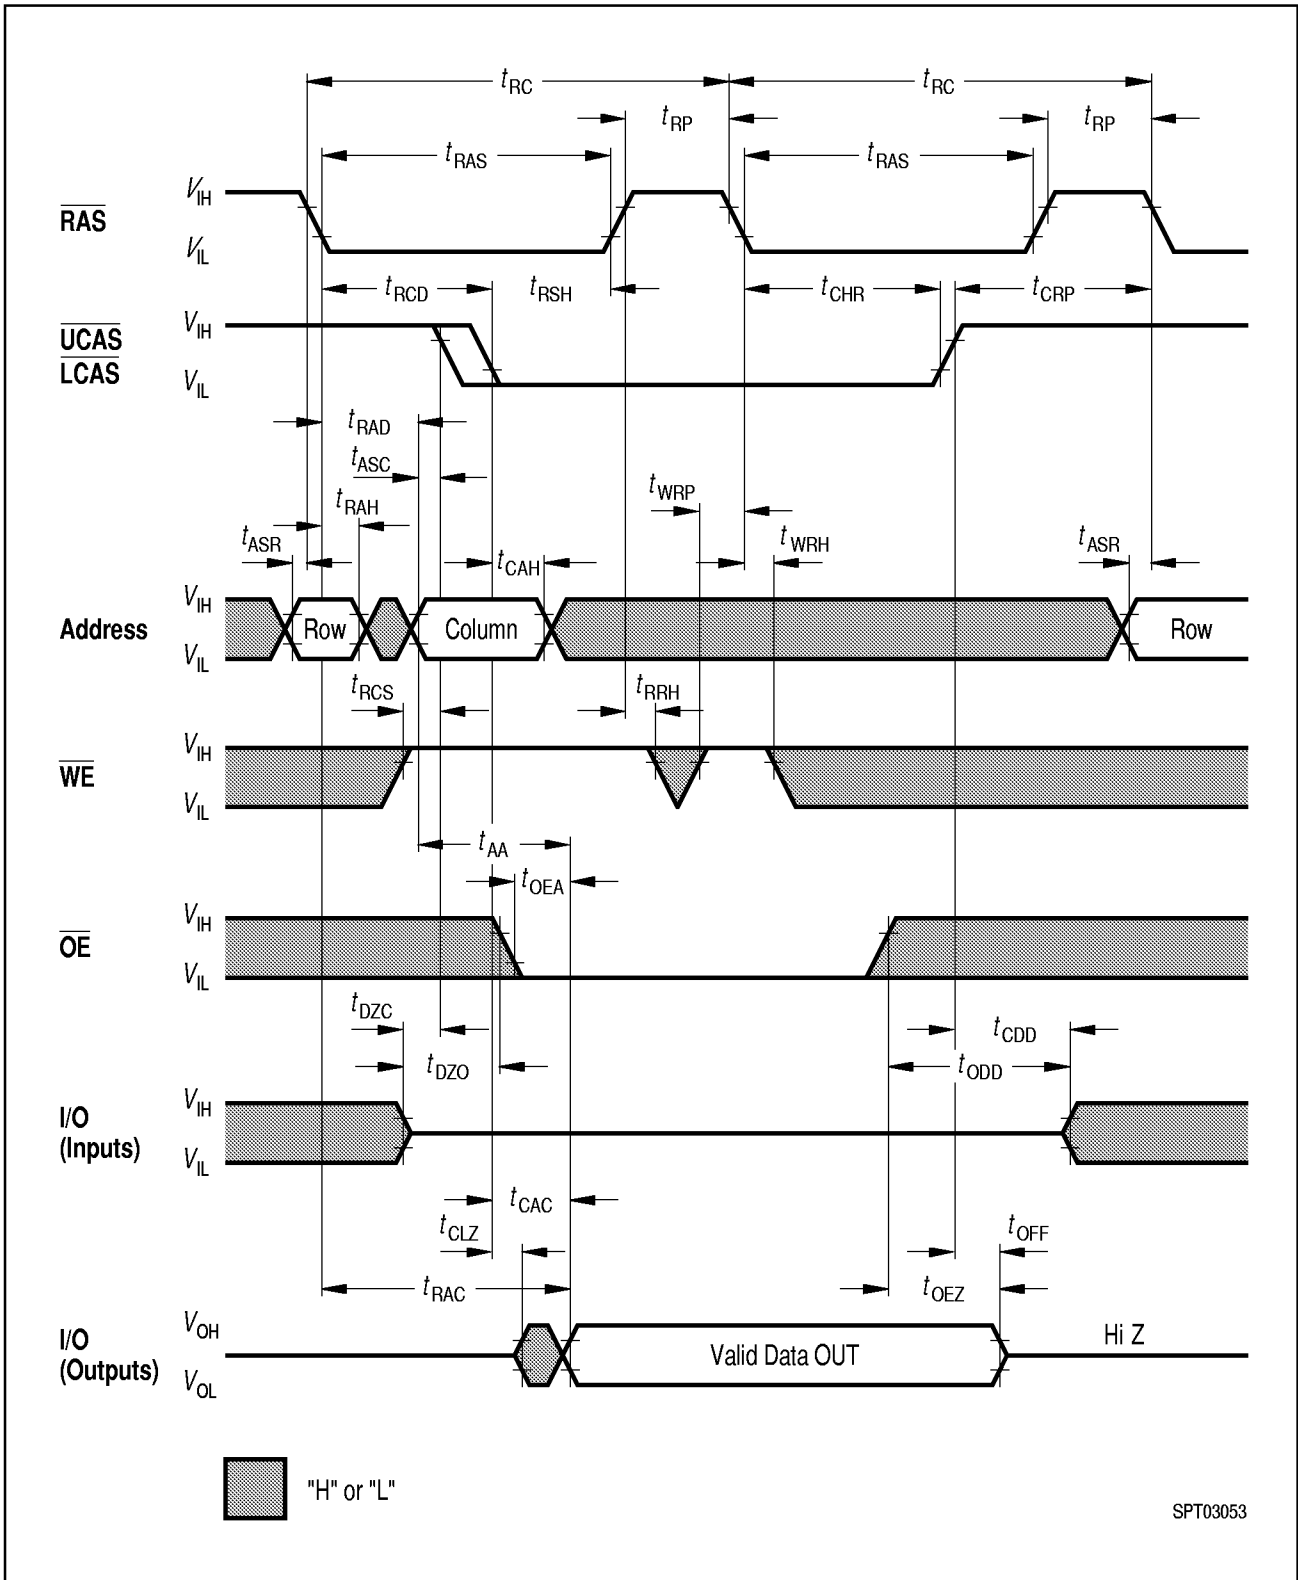 tRC tRC
tRP tRP
tRAS tRAS
VIH
RAS
VIL
tRCD tRSH tCHR tCRP
VIH
UCAS
LCAS
VIL
tRAD
tASC
tRAH tWRP
tASR tCAH tWRH tASR
VIH
Address Row Column Row
VIL
tRCS tRRH
VIH
WE
VIL
tAA
tOEA
VIH
OE
VIL
tDZC tCDD
tDZO tODD
VIH
I/O
(Inputs)
VIL
tCAC
tCLZ tOFF
tRAC tOEZ
VOH Hi Z
I/O Valid Data OUT
(Outputs)
VOL
"H" or "L"
SPT03053